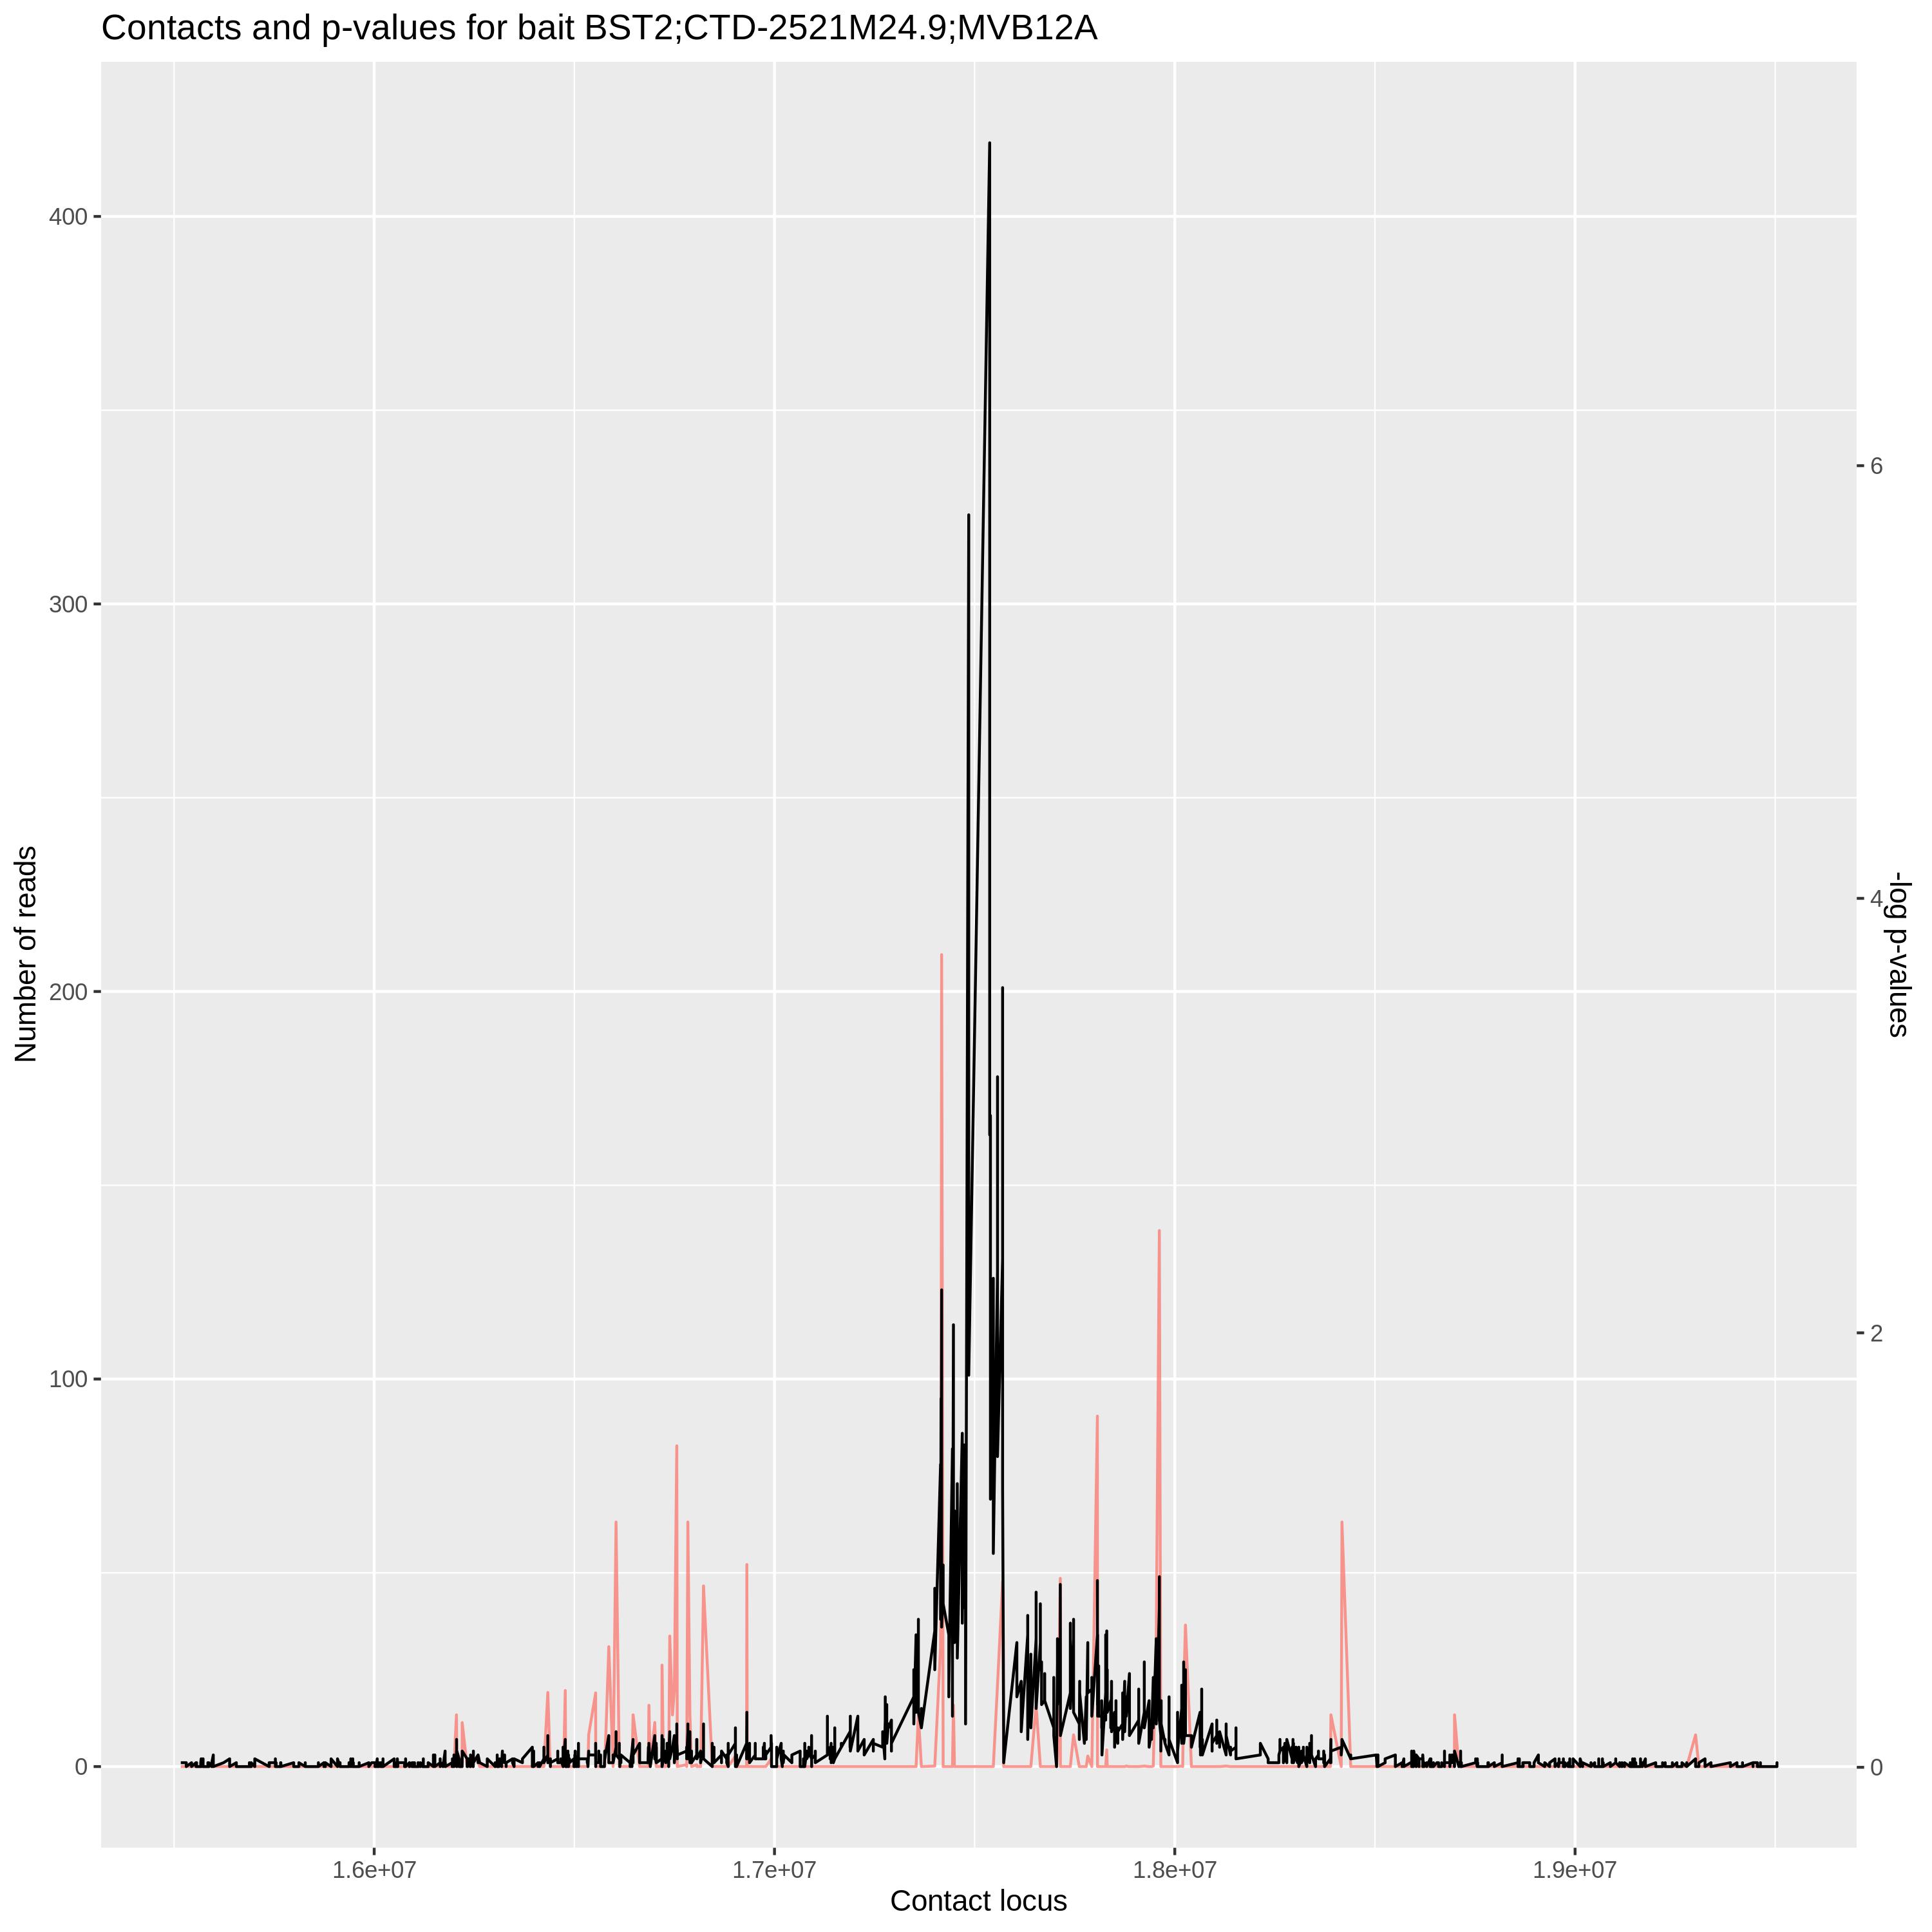 Contacts and p-values for bait BST2;CTD-2521M24.9;MVB12A
400
300
200
100
0
Number of reads
6
4
2
0
-log p-values
1.6e+07
1.7e+07
1.8e+07
1.9e+07
Contact locus